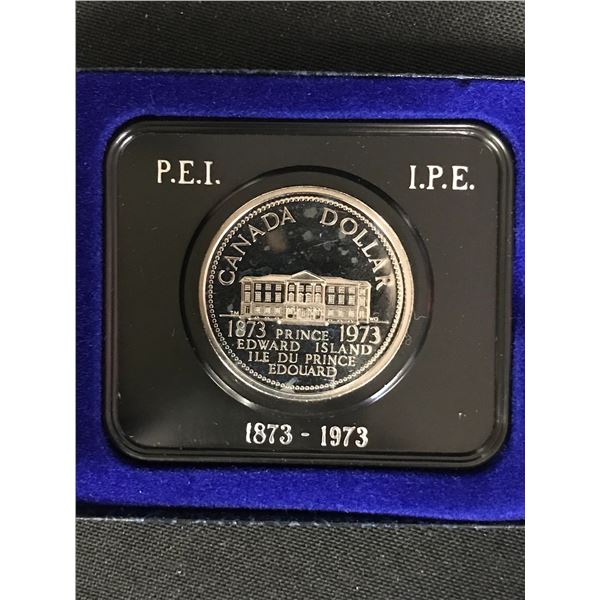 P.E.I. I.P.E.
CANADA DOLLAR
1873 PRINCE 1973
EDWARD ISLAND
ILE DU PRINCE
EDOUARD
1873 - 1973